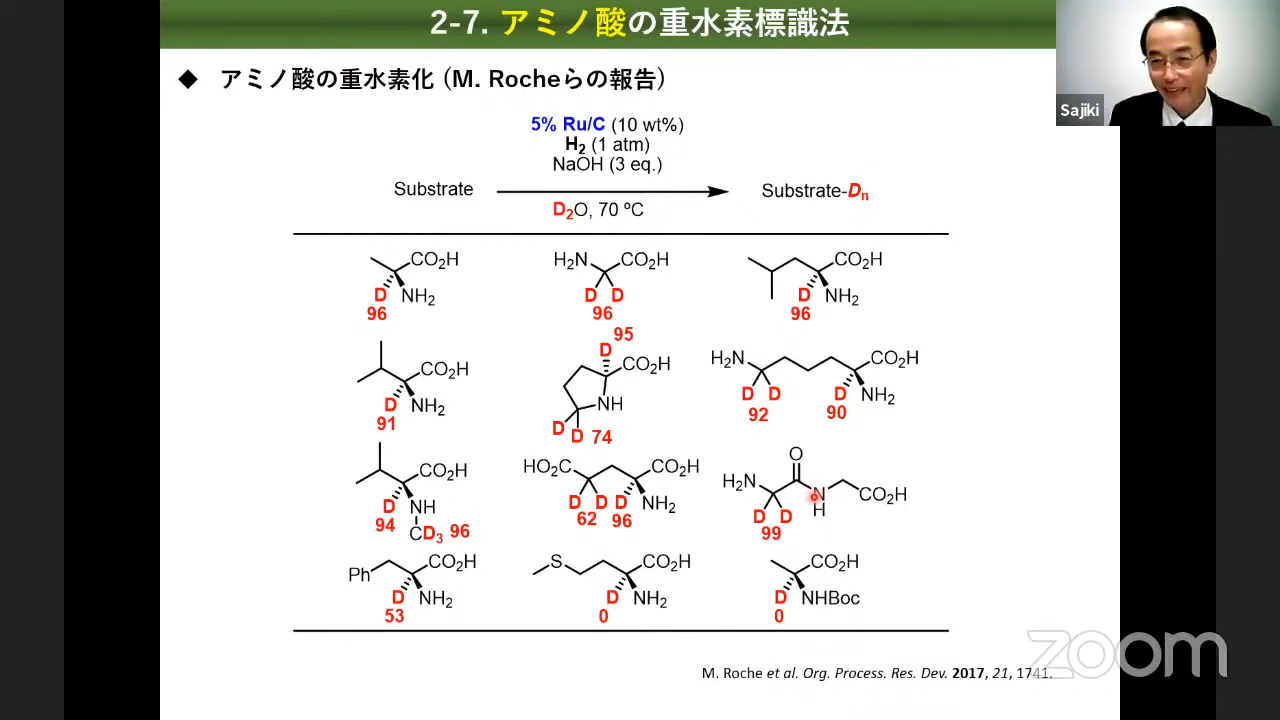 2-7. アミノ酸の重水素標識法
Sajiki
◆ アミノ酸の重水素化 (M. Rocheらの報告)
5% Ru/C (10 wt%)
H₂ (1 atm)
NaOH (3 eq.)
Substrate
Substrate-Dn
D₂O, 70 ºC
CO₂H
D
NH₂
96
H₂N
CO₂H
D D
96
CO₂H
D
NH₂
96
CO₂H
D
NH₂
91
95
D
CO₂H
NH
D
D
74
H₂N
CO₂H
D D
D
NH₂
92
90
CO₂H
D
NH
94
CD₃ 96
HO₂C
CO₂H
D D D
NH₂
62 96
O
H₂N
N
H
CO₂H
D D
99
Ph
CO₂H
D
NH₂
53
S
CO₂H
D
NH₂
0
CO₂H
D
NHBoc
0
M. Roche et al. Org. Process. Res. Dev. 2017, 21, 1741.
zoom